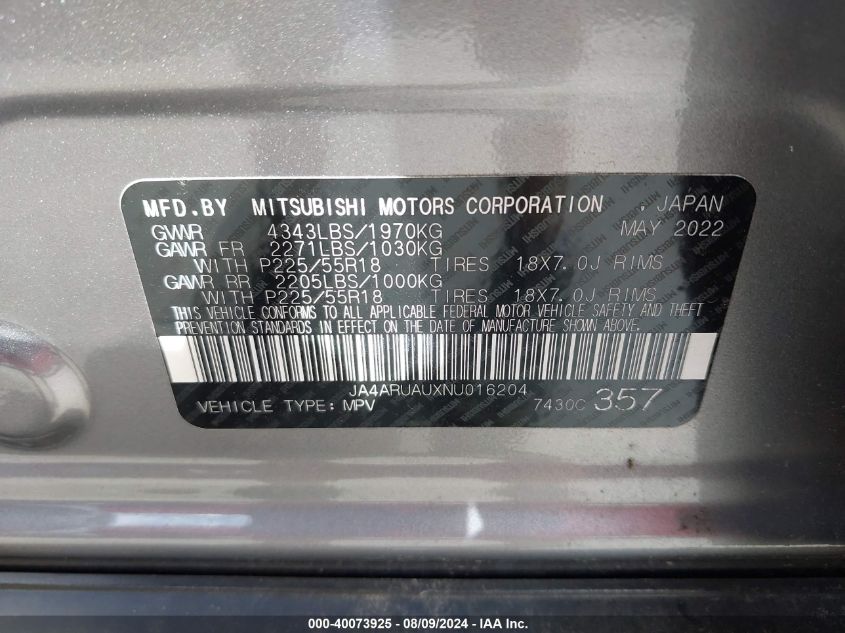 MFD.BY MITSUBISHI MOTORS CORPORATION , JAPAN
GVWR 4343LBS/1970KG MAY 2022
GAWR FR 2271LBS/1030KG
WITH P225/55R18 TIRES 18X7.0J RIMS
GAWR RR 2205LBS/1000KG
WITH P225/55R18 TIRES 18X7.0J RIMS
THIS VEHICLE CONFORMS TO ALL APPLICABLE FEDERAL MOTOR VEHICLE SAFETY AND THEFT
PREVENTION STANDARDS IN EFFECT ON THE DATE OF MANUFACTURE SHOWN ABOVE.
JA4ARUAUXNU016204
VEHICLE TYPE:MPV 7430C 357
000-40073925 - 08/09/2024 - IAA Inc.